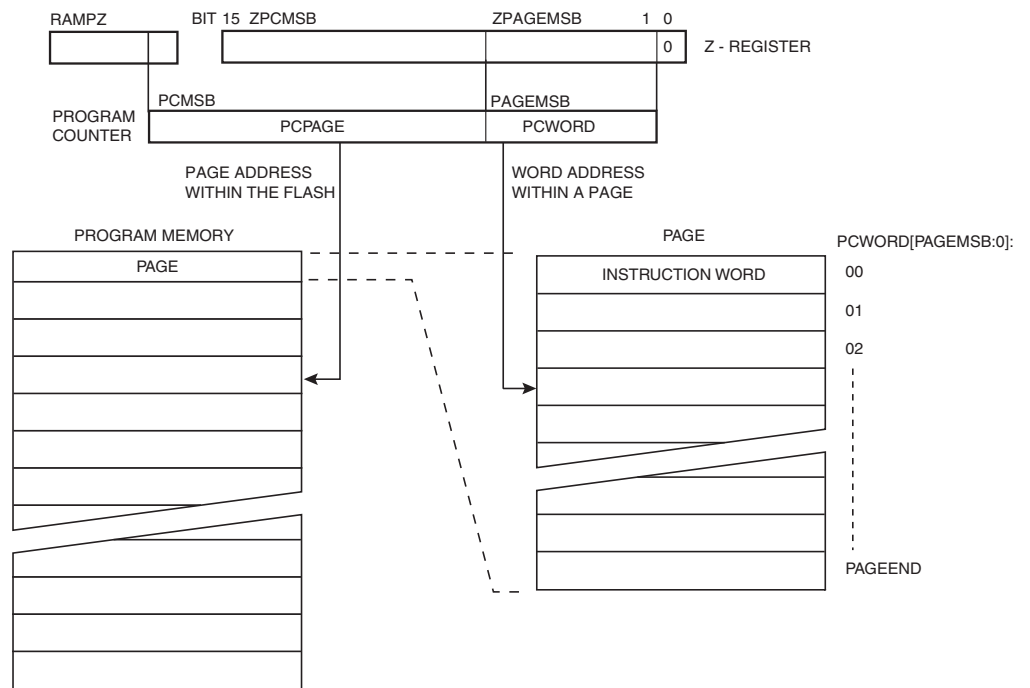 RAMPZ
BIT 15 ZPCMSB ZPAGEMSB 1 0
0
Z - REGISTER
PCMSB
PAGEMSB
PROGRAM
COUNTER
PCPAGE
PCWORD
PAGE ADDRESS
WITHIN THE FLASH
WORD ADDRESS
WITHIN A PAGE
PROGRAM MEMORY
PAGE
PAGE
PCWORD[PAGEMSB:0]:
INSTRUCTION WORD
00
01
02
PAGEEND